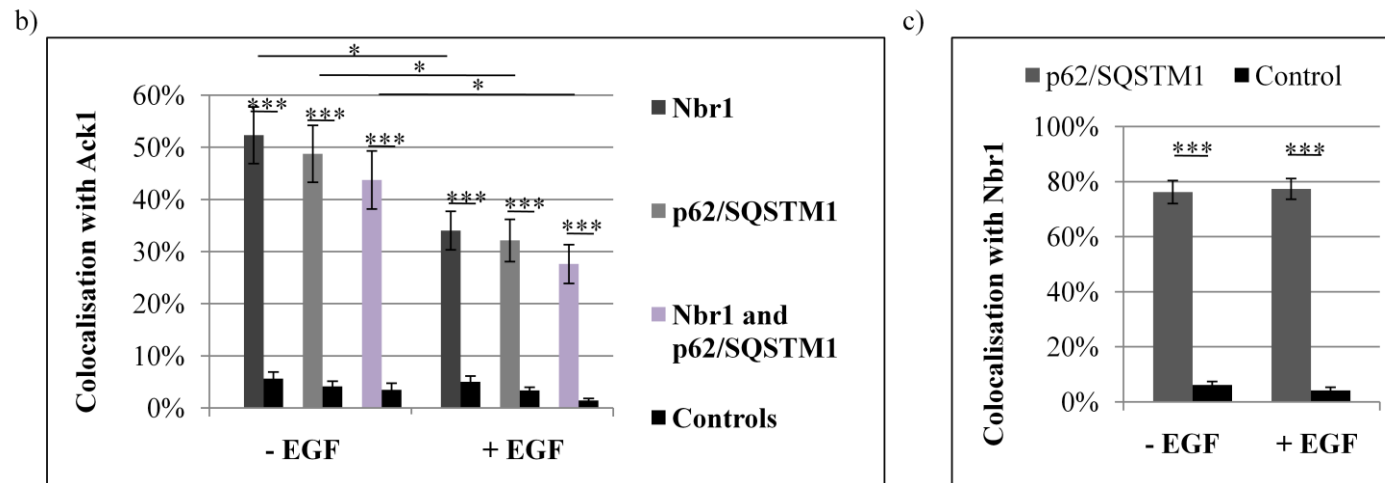 b)
*
*
*
60%
50%
40%
30%
20%
10%
0%
Colocalisation with Ack1
***
***
***
***
***
***
- EGF
+ EGF
Nbr1
p62/SQSTM1
Nbr1 and
p62/SQSTM1
Controls
c)
p62/SQSTM1 Control
100%
80%
60%
40%
20%
0%
Colocalisation with Nbr1
***
***
- EGF
+ EGF